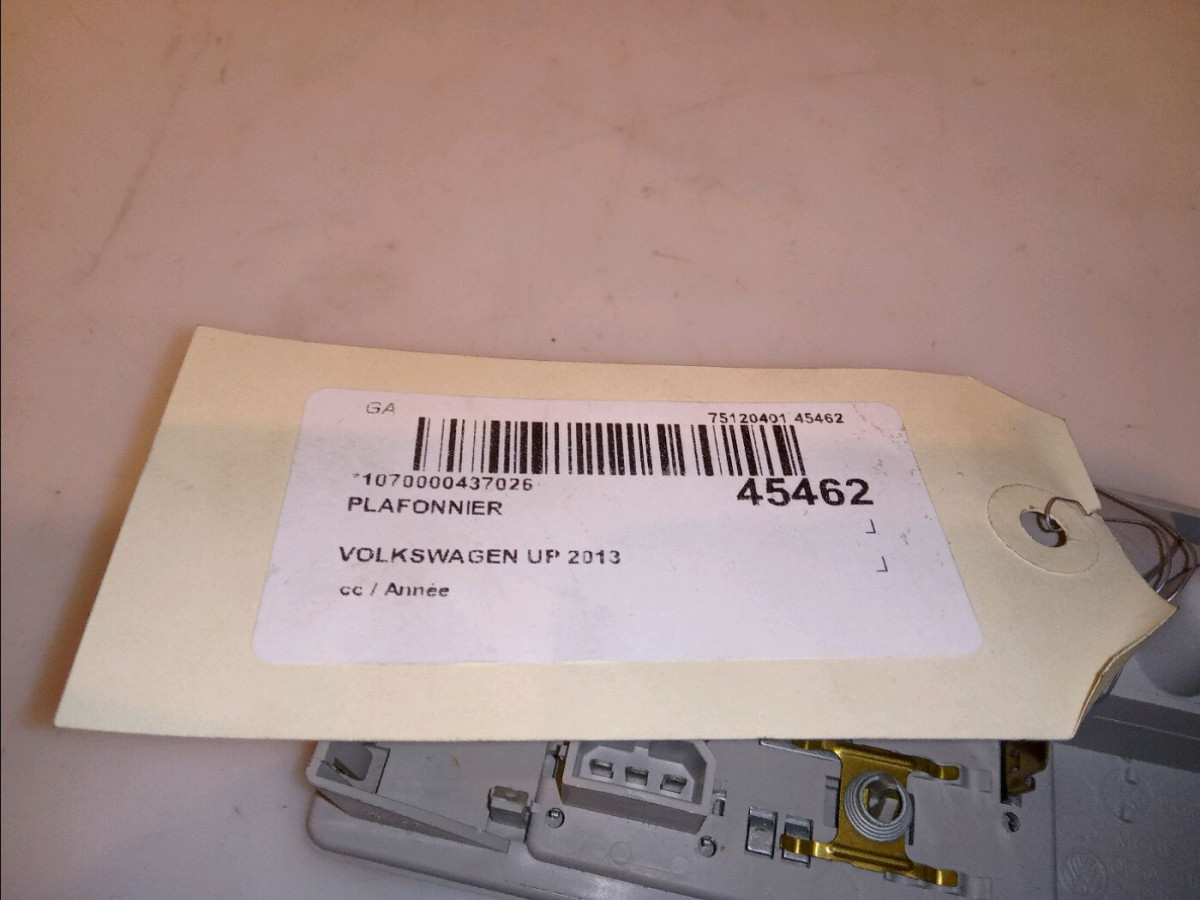 GA
75120401 45462
*1070000437026
45462
PLAFONNIER
VOLKSWAGEN UP 2013
cc / Année